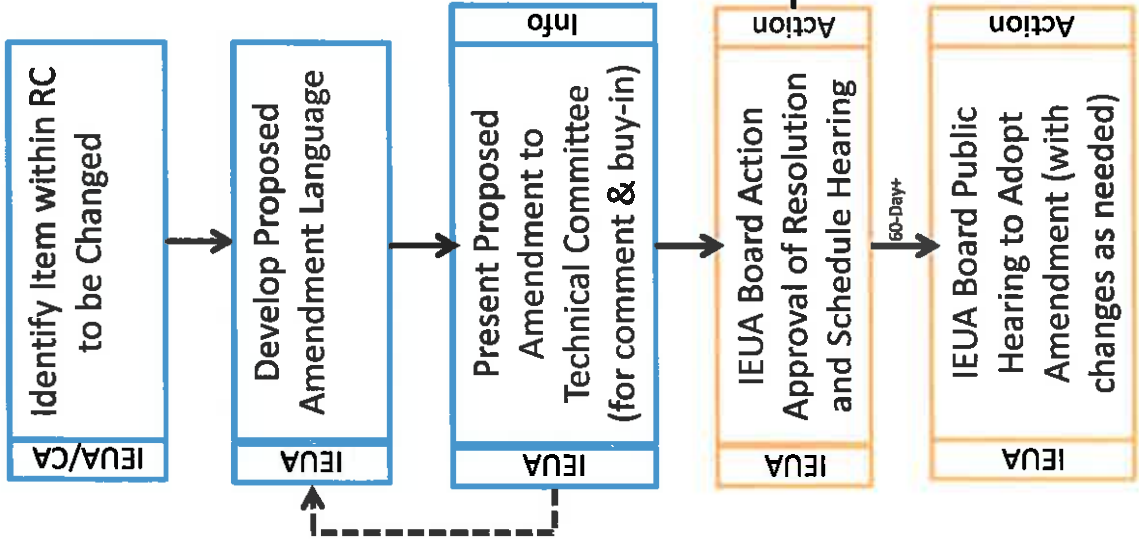 IEUA/CA
Identify Item within RC
to be Changed
IEUA
Develop Proposed
Amendment Language
IEUA
Present Proposed
Amendment to
Technical Committee
(for comment & buy-in)
Info
IEUA
IEUA Board Action
Approval of Resolution
and Schedule Hearing
Action
60-Day+
IEUA
IEUA Board Public
Hearing to Adopt
Amendment (with
changes as needed)
Action